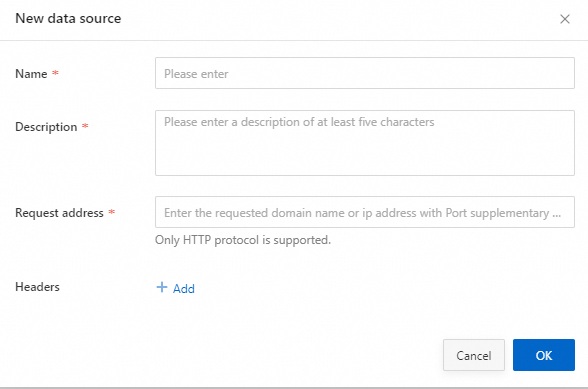 New data source
Name *
Please enter
Description *
Please enter a description of at least five characters
Request address *
Enter the requested domain name or ip address with Port supplementary ...
Only HTTP protocol is supported.
Headers
+ Add
Cancel
OK